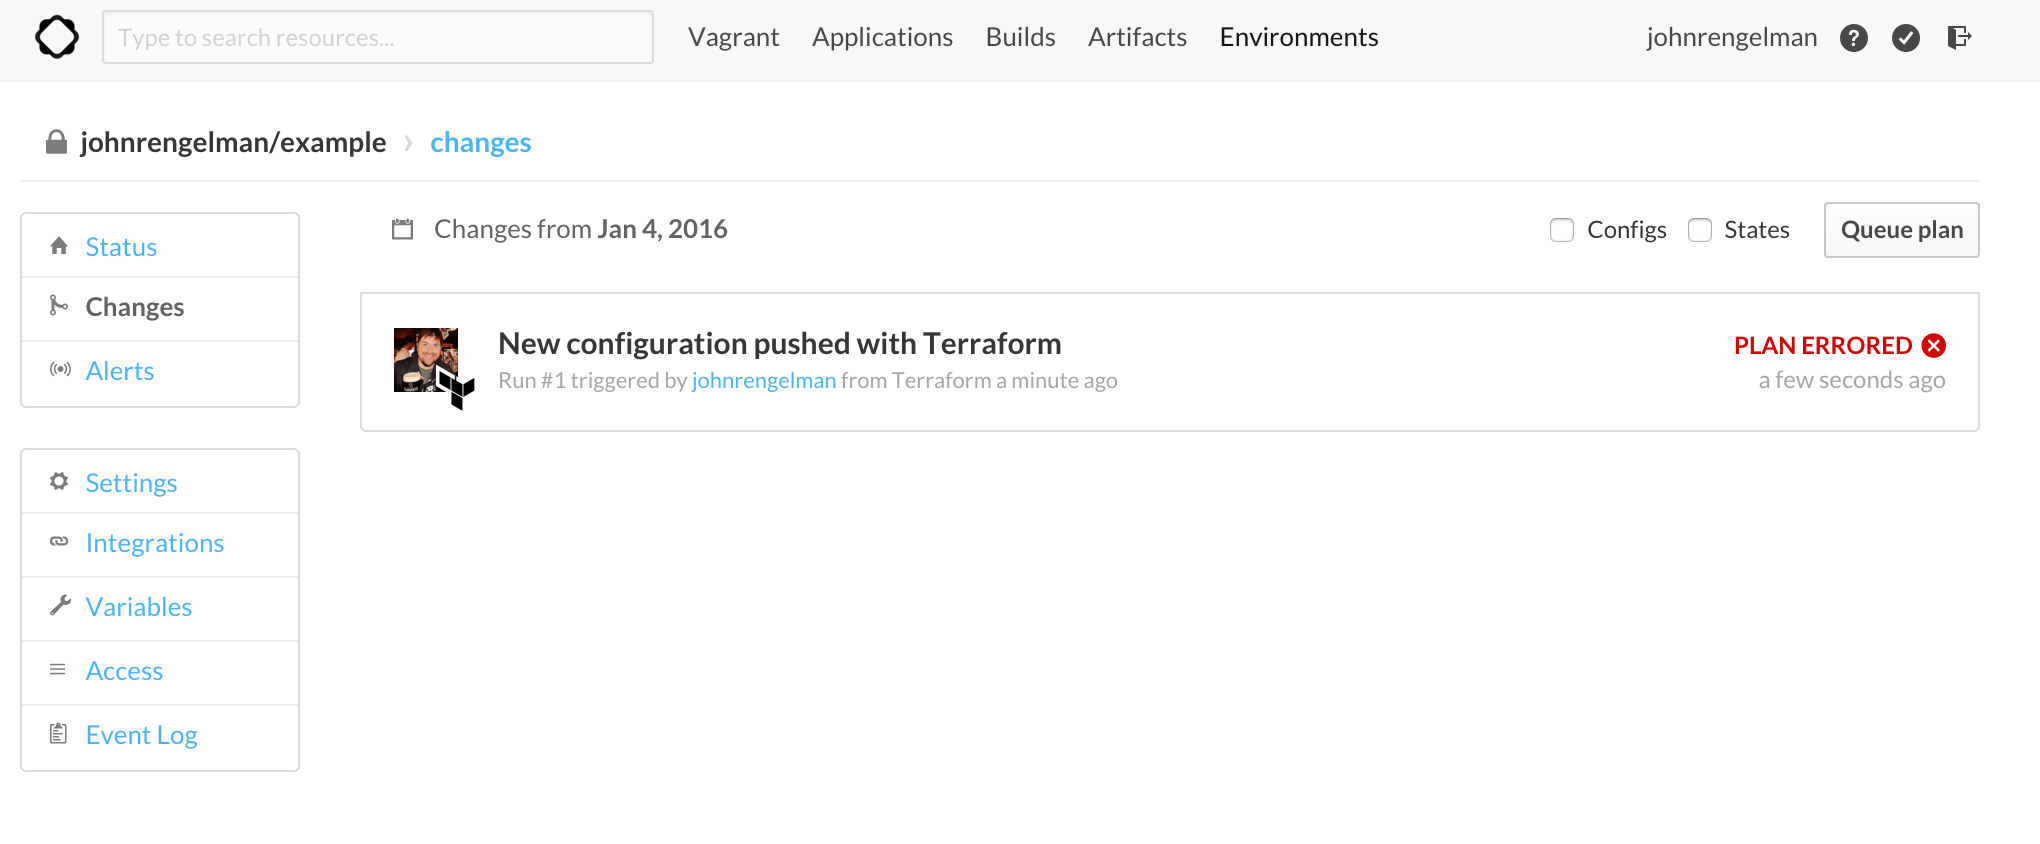 Type to search resources...
Vagrant Applications Builds Artifacts Environments
johnrengelman ?
johnrengelman/example › changes
Status
Changes
Alerts
Settings
Integrations
Variables
Access
Event Log
Changes from Jan 4, 2016
Configs States Queue plan
New configuration pushed with Terraform
Run #1 triggered by johnrengelman from Terraform a minute ago
PLAN ERRORED
a few seconds ago